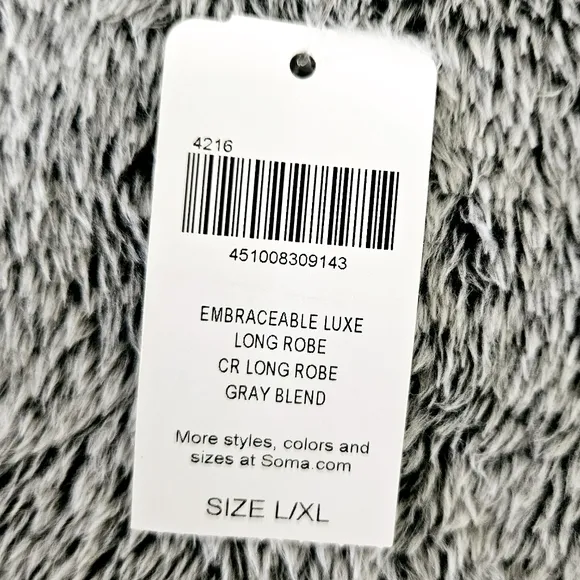 4216
451008309143
EMBRACEABLE LUXE
LONG ROBE
CR LONG ROBE
GRAY BLEND
More styles, colors and
sizes at Soma.com
SIZE L/XL